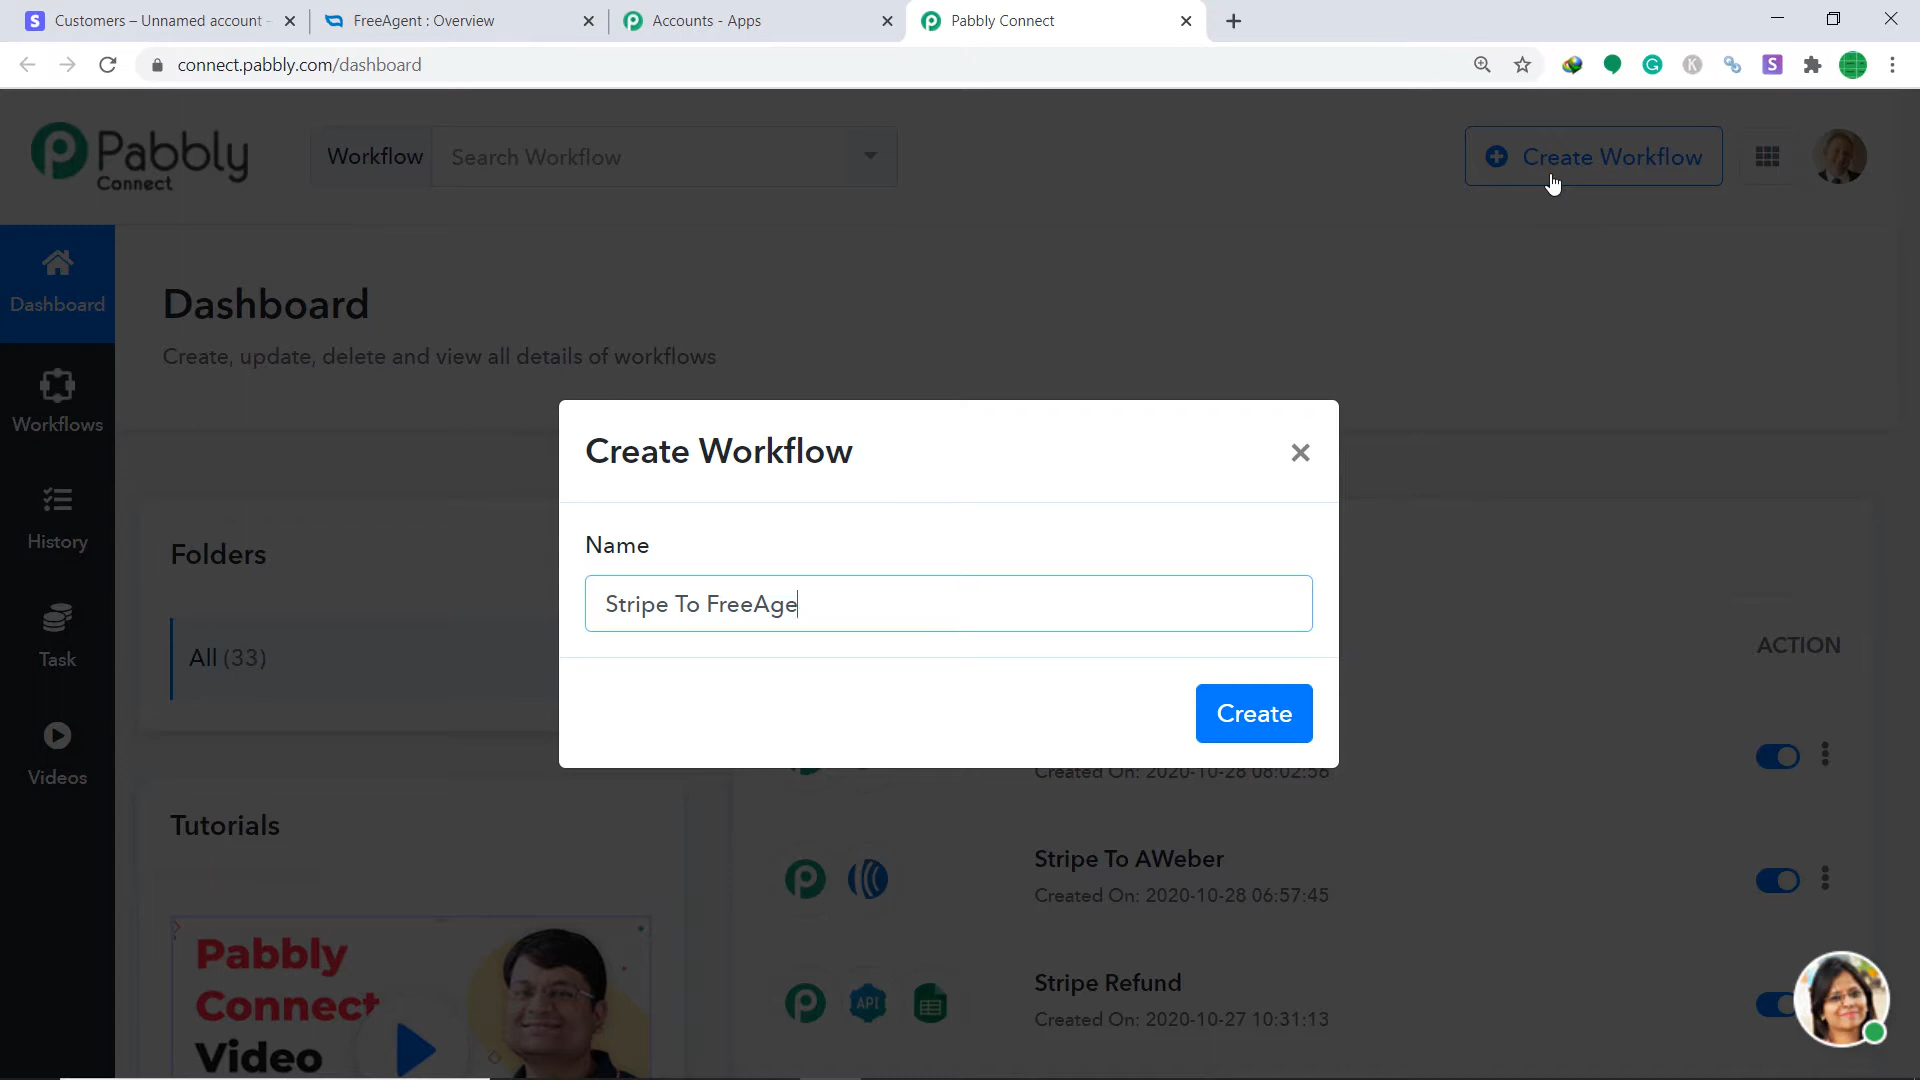 Customers – Unnamed account -
FreeAgent : Overview
Accounts - Apps
Pabbly Connect
connect.pabbly.com/dashboard
Pabbly
Connect
Workflow
Search Workflow
Create Workflow
Dashboard
Dashboard
Create, update, delete and view all details of workflows
Workflows
History
Task
Videos
Folders
All (33)
Tutorials
Pabbly
Connect
Video
Create Workflow
Name
Stripe To FreeAge
Create
ACTION
Created On: 2020-10-28 08:02:56
Stripe To AWeber
Created On: 2020-10-28 06:57:45
API
Stripe Refund
Created On: 2020-10-27 10:31:13